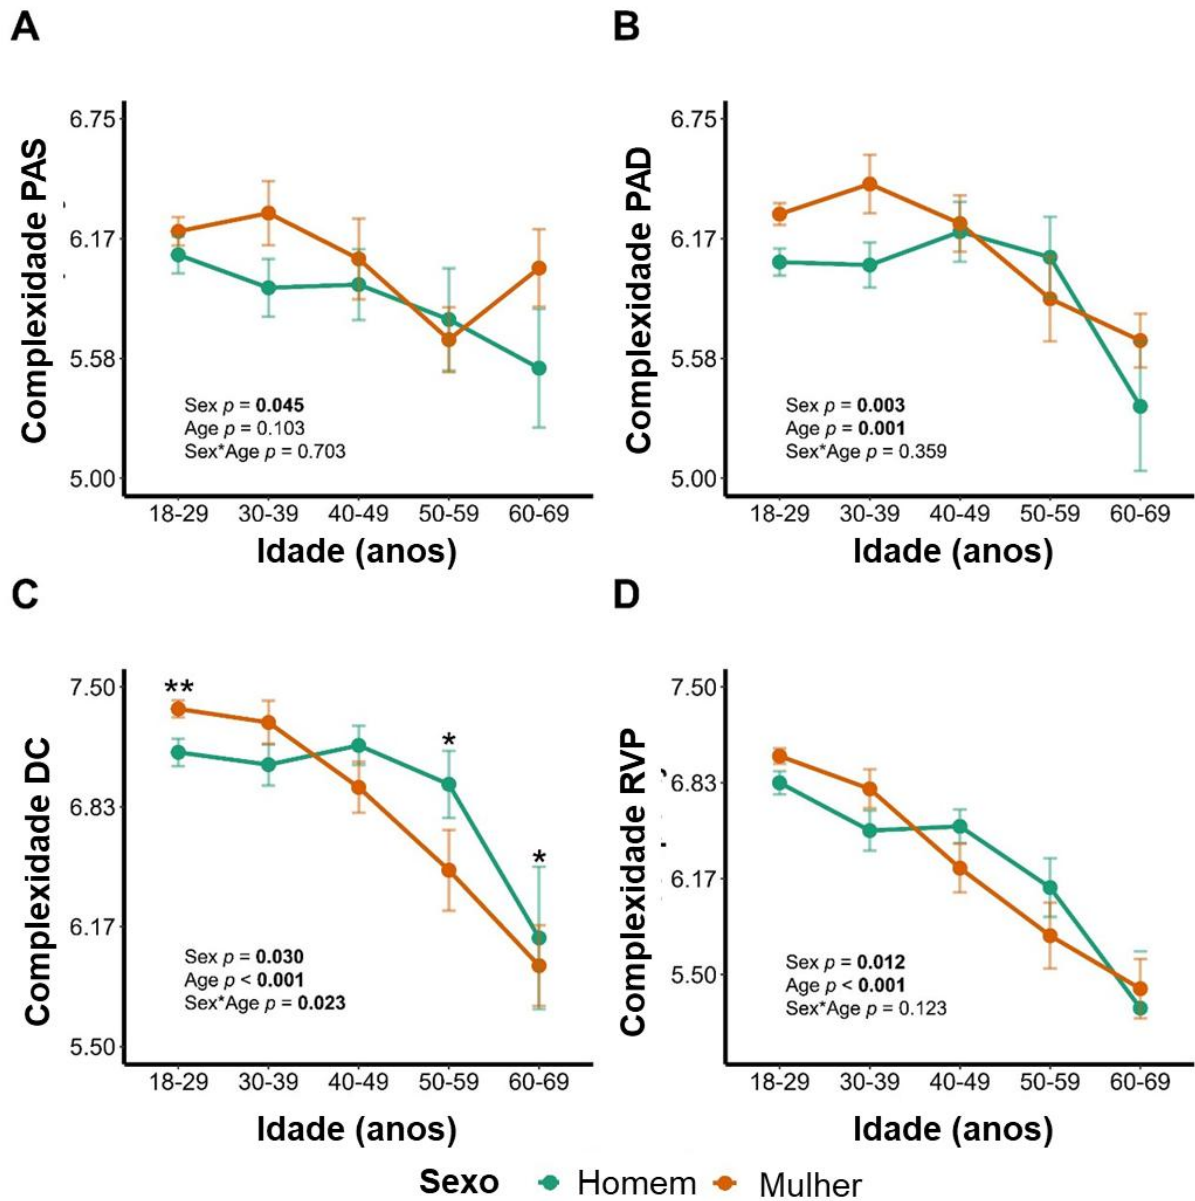 A
Complexidade PAS
6.75
6.17
5.58
5.00
Sex p = 0.045
Age p = 0.103
Sex*Age p = 0.703
18-29 30-39 40-49 50-59 60-69
Idade (anos)
B
Complexidade PAD
6.75
6.17
5.58
5.00
Sex p = 0.003
Age p = 0.001
Sex*Age p = 0.359
18-29 30-39 40-49 50-59 60-69
Idade (anos)
C
Complexidade DC
7.50
6.83
6.17
5.50
**
*
*
Sex p = 0.030
Age p < 0.001
Sex*Age p = 0.023
18-29 30-39 40-49 50-59 60-69
Idade (anos)
D
Complexidade RVP
7.50
6.83
6.17
5.50
Sex p = 0.012
Age p < 0.001
Sex*Age p = 0.123
18-29 30-39 40-49 50-59 60-69
Idade (anos)
Sexo Homem Mulher